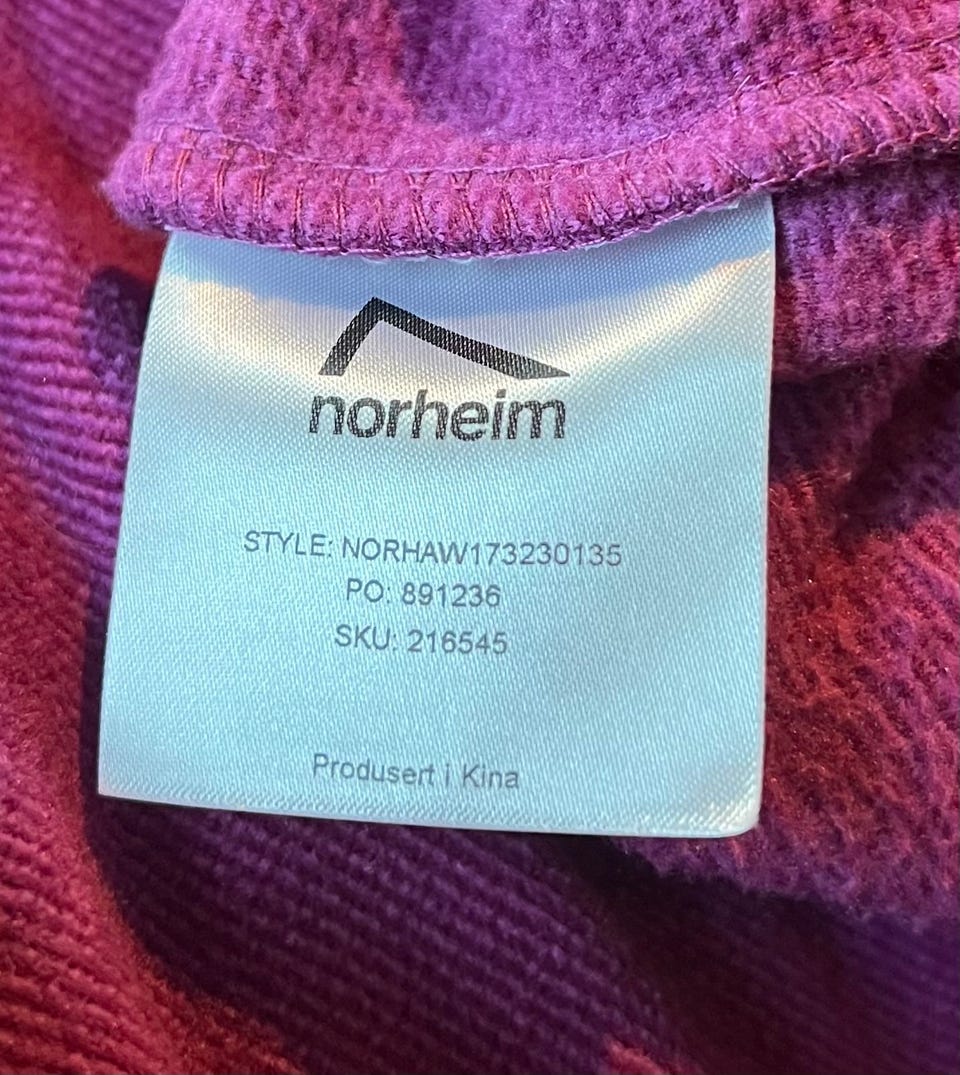 norheim
STYLE: NORHAW173230135
PO: 891236
SKU: 216545
Produsert i Kina